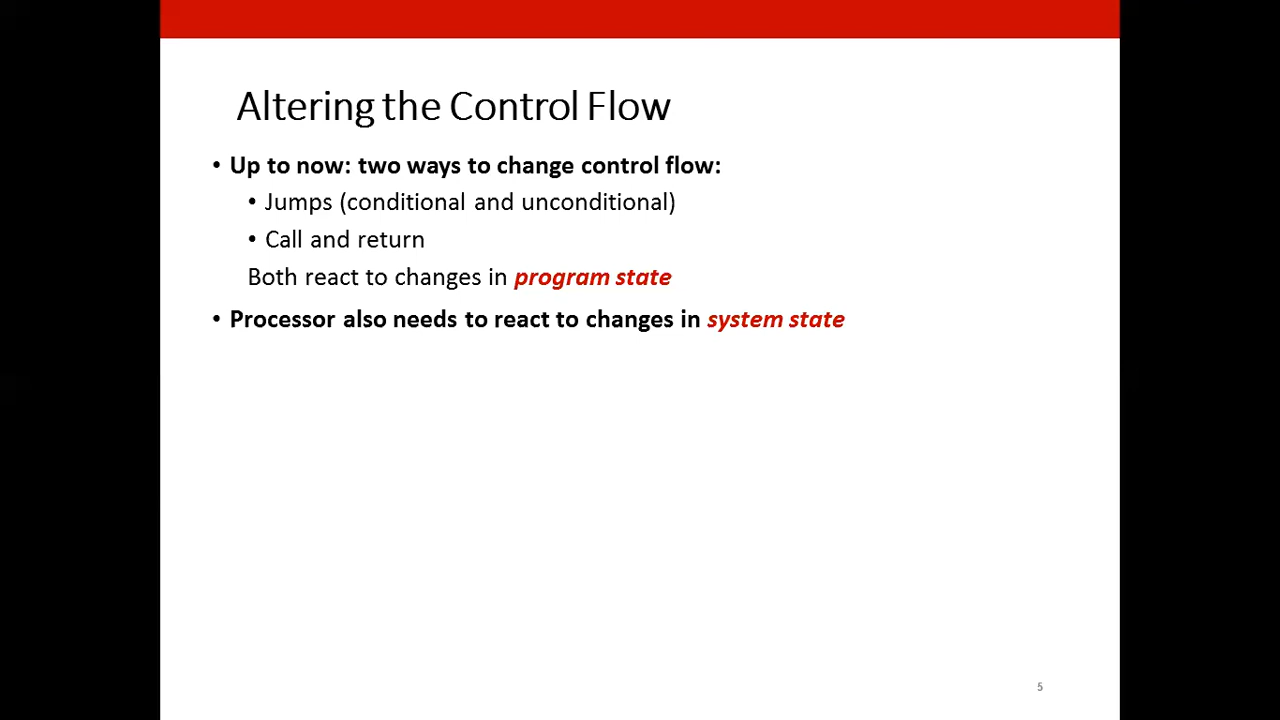 Altering the Control Flow
• Up to now: two ways to change control flow:
• Jumps (conditional and unconditional)
• Call and return
Both react to changes in program state
• Processor also needs to react to changes in system state
5